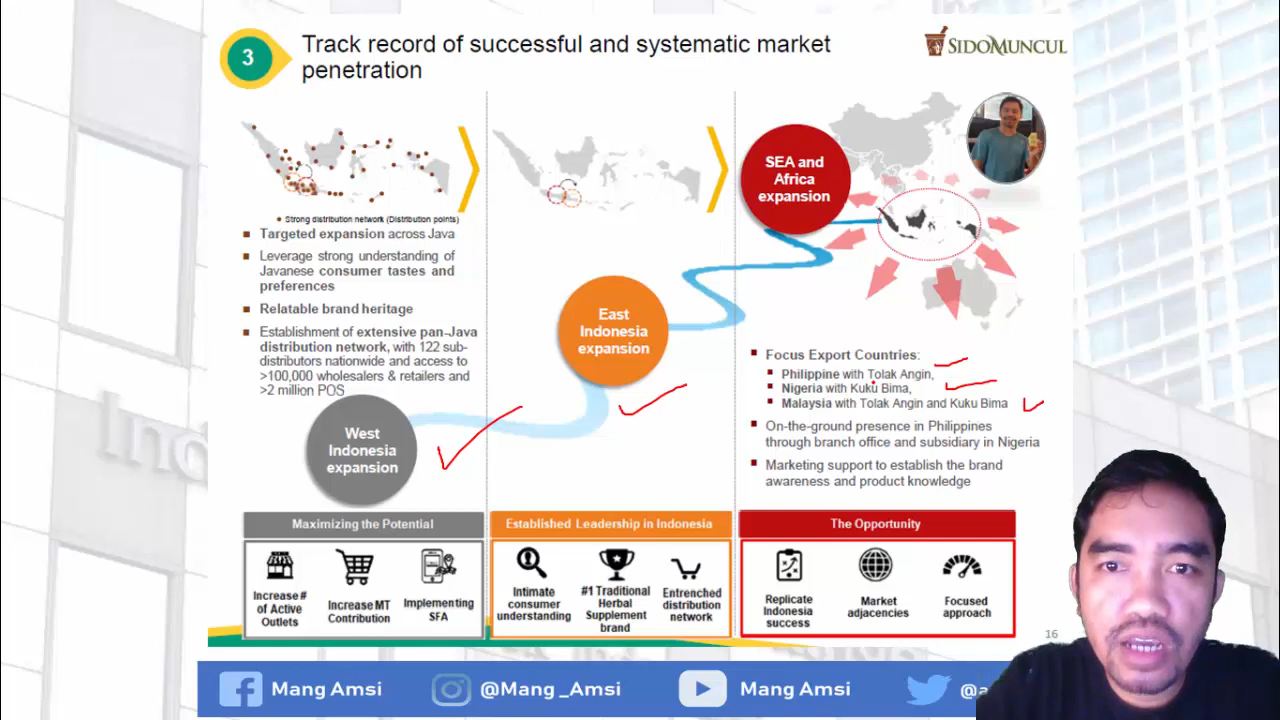 3
Track record of successful and systematic market
penetration
SIDOMUNCUL
Strong distribution network (Distribution points)
Targeted expansion across Java
Leverage strong understanding of
Javanese consumer tastes and
preferences
Relatable brand heritage
Establishment of extensive pan-Java
distribution network, with 122 sub-
distributors nationwide and access to
>100,000 wholesalers & retailers and
>2 million POS
West
Indonesia
expansion
East
Indonesia
expansion
SEA and
Africa
expansion
Focus Export Countries:
Philippine with Tolak Angin,
Nigeria with Kuku Bima,
Malaysia with Tolak Angin and Kuku Bima
On-the-ground presence in Philippines
through branch office and subsidiary in Nigeria
Marketing support to establish the brand
awareness and product knowledge
Maximizing the Potential
Increase #
of Active
Outlets
Increase MT
Contribution
Implementing
SFA
Established Leadership in Indonesia
Intimate
consumer
understanding
#1 Traditional
Herbal
Supplement
brand
Entrenched
distribution
network
The Opportunity
Replicate
Indonesia
success
Market
adjacencies
Focused
approach
16
Mang Amsi
@Mang_Amsi
Mang Amsi